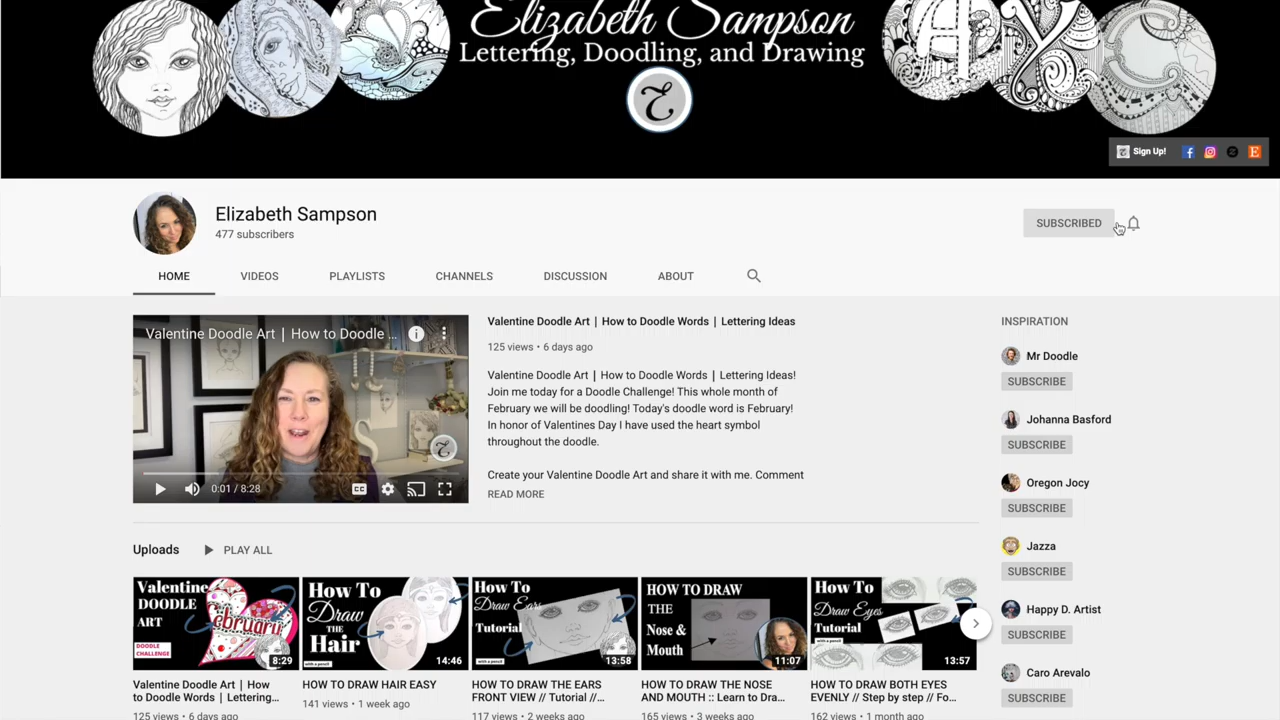 Elizabeth Sampson
Lettering, Doodling, and Drawing
Sign Up!
Elizabeth Sampson
477 subscribers
SUBSCRIBED
HOME
VIDEOS
PLAYLISTS
CHANNELS
DISCUSSION
ABOUT
Valentine Doodle Art | How to Doodle ...
0:01 / 8:28
CC
Valentine Doodle Art | How to Doodle Words | Lettering Ideas
125 views • 6 days ago
Valentine Doodle Art | How to Doodle Words | Lettering Ideas!
Join me today for a Doodle Challenge! This whole month of
February we will be doodling! Today's doodle word is February!
In honor of Valentines Day I have used the heart symbol
throughout the doodle.
Create your Valentine Doodle Art and share it with me. Comment
READ MORE
INSPIRATION
Mr Doodle
SUBSCRIBE
Johanna Basford
SUBSCRIBE
Oregon Jocy
SUBSCRIBE
Jazza
SUBSCRIBE
Happy D. Artist
SUBSCRIBE
Caro Arevalo
SUBSCRIBE
Uploads
PLAY ALL
Valentine
DOODLE
ART
February
DOODLE
CHALLENGE
8:29
Valentine Doodle Art | How
to Doodle Words | Lettering...
125 views • 6 days ago
How To
Draw
THE
Hair
with a pencil
14:46
HOW TO DRAW HAIR EASY
141 views • 1 week ago
How To
Draw Ears
Tutorial
with a pencil
13:58
HOW TO DRAW THE EARS
FRONT VIEW // Tutorial //...
117 views • 2 weeks ago
HOW TO DRAW
THE
Nose &
Mouth
11:07
HOW TO DRAW THE NOSE
AND MOUTH :: Learn to Dra...
165 views • 3 weeks ago
How To
Draw Eyes
Tutorial
with a pencil
13:57
HOW TO DRAW BOTH EYES
EVENLY // Step by step // Fo...
162 views • 1 month ago